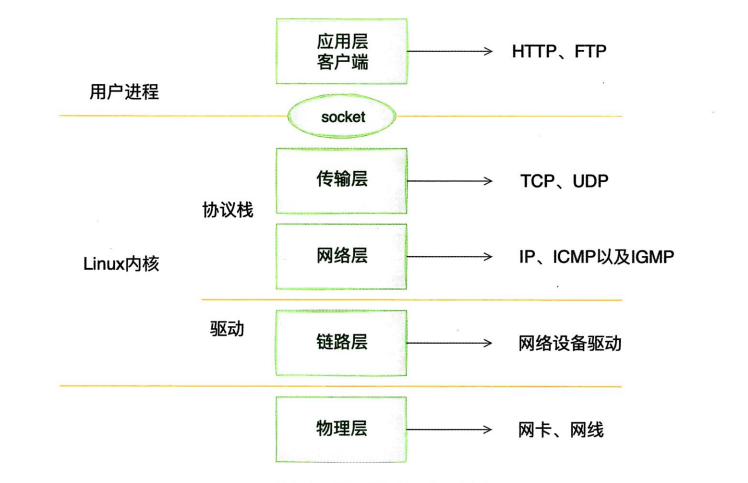 应用层
客户端
HTTP、FTP
用户进程
socket
传输层
TCP、UDP
协议栈
网络层
IP、ICMP以及IGMP
Linux内核
驱动
链路层
网络设备驱动
物理层
网卡、网线